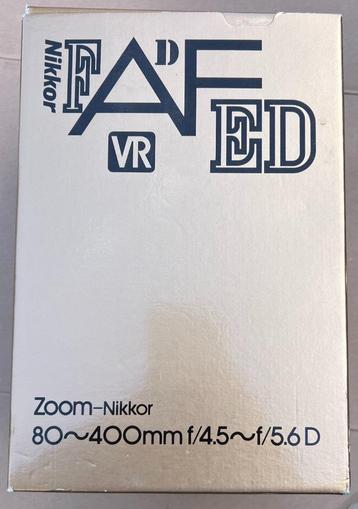 Nikkor
F AF
D
ED
VR
Zoom-Nikkor
80~400mm f/4.5~f/5.6 D